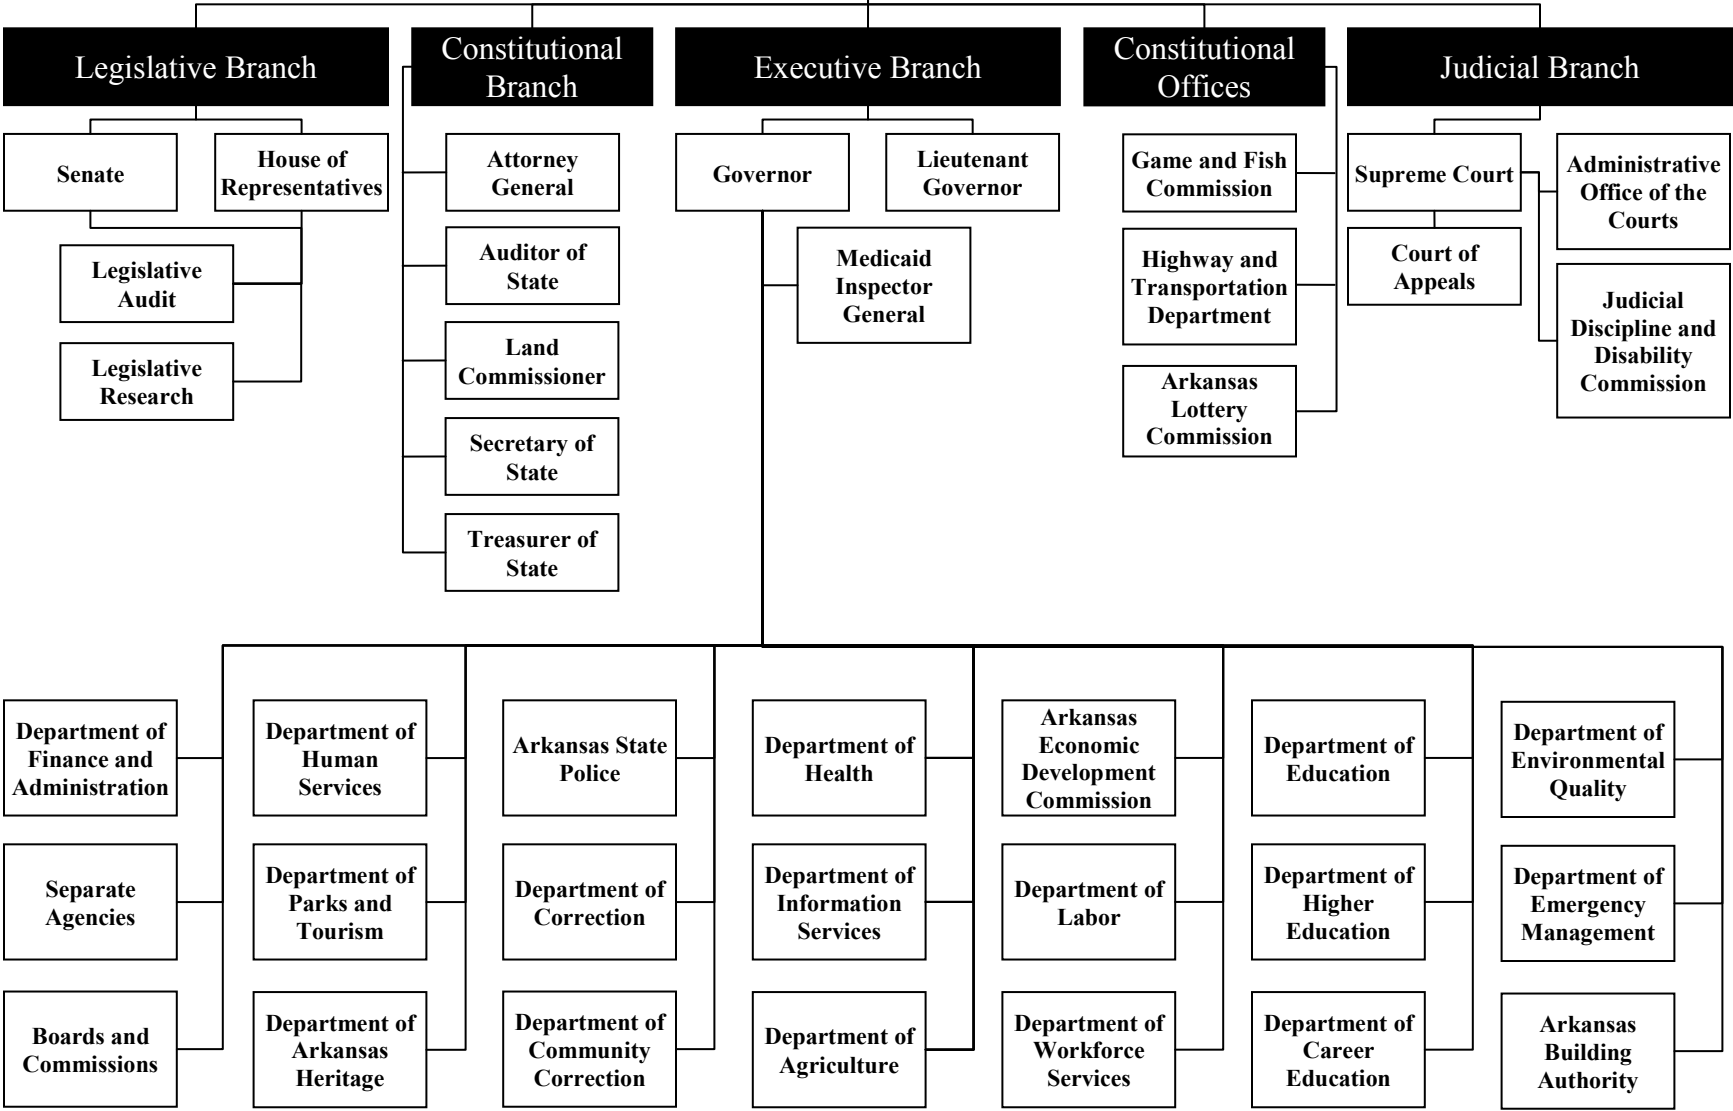 Legislative Branch
Constitutional
Branch
Executive Branch
Constitutional
Offices
Judicial Branch
Senate
House of
Representatives
Legislative
Audit
Legislative
Research
Attorney
General
Auditor of
State
Land
Commissioner
Secretary of
State
Treasurer of
State
Governor
Lieutenant
Governor
Medicaid
Inspector
General
Game and Fish
Commission
Highway and
Transportation
Department
Arkansas
Lottery
Commission
Supreme Court
Court of
Appeals
Administrative
Office of the
Courts
Judicial
Discipline and
Disability
Commission
Department of
Finance and
Administration
Department of
Human
Services
Arkansas State
Police
Department of
Health
Arkansas
Economic
Development
Commission
Department of
Education
Department of
Environmental
Quality
Separate
Agencies
Department of
Parks and
Tourism
Department of
Correction
Department of
Information
Services
Department of
Labor
Department of
Higher
Education
Department of
Emergency
Management
Boards and
Commissions
Department of
Arkansas
Heritage
Department of
Community
Correction
Department of
Agriculture
Department of
Workforce
Services
Department of
Career
Education
Arkansas
Building
Authority